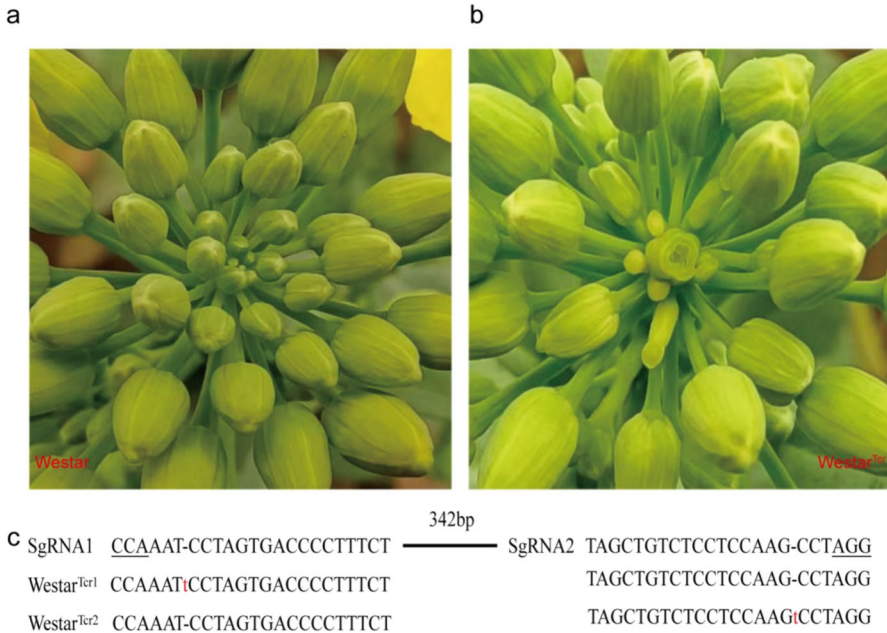 a
b
Westar
WestarTcr
342bp
c SgRNA1 CCAAAT-CCTAGTGACCCCTTTCT SgRNA2 TAGCTGTCTCCTCCAAG-CCTAGG
WestarTcr1 CCAAATtCCTAGTGACCCCTTTCT TAGCTGTCTCCTCCAAG-CCTAGG
WestarTcr2 CCAAAT-CCTAGTGACCCCTTTCT TAGCTGTCTCCTCCAAGtCCTAGG